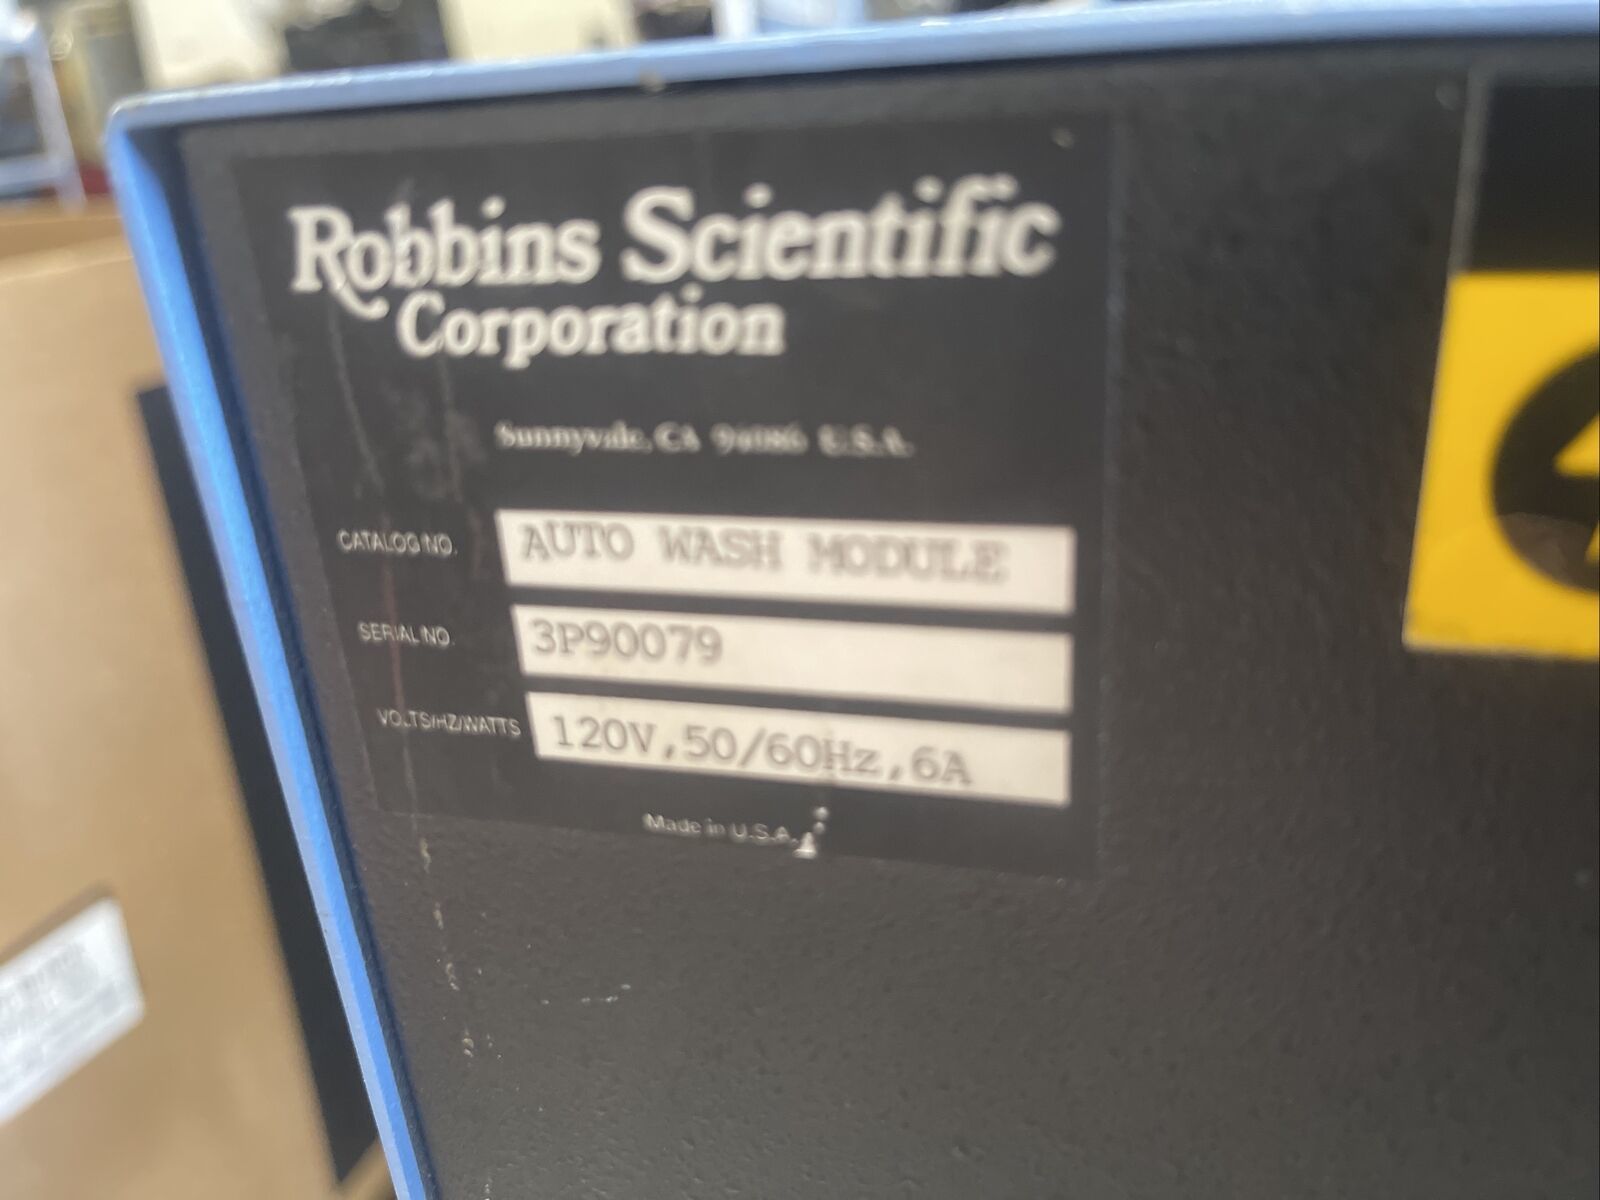 Robbins Scientific
Corporation
Sunnyvale, CA 94086 U.S.A.
CATALOG NO. AUTO WASH MODULE
SERIAL NO. 3P90079
VOLTS/HZ/WATTS 120V,50/60Hz,6A
Made in U.S.A.